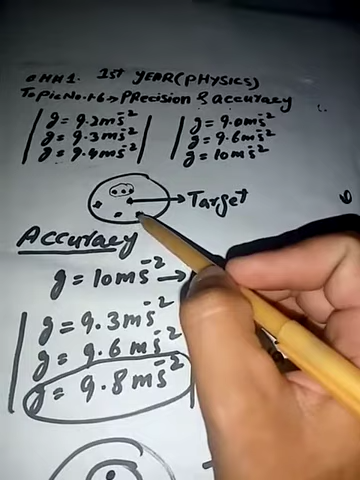 CH#1. 1st YEAR(PHYSICS)
Topic No.1.6 → PRecision & accuracy
g = 9.2ms⁻² g = 9.0ms⁻²
g = 9.3ms⁻² g = 9.6ms⁻²
g = 9.4ms⁻² g = 10ms⁻²
Target
Accuracy
g = 10ms⁻² →
g = 9.3ms⁻²
g = 9.6ms⁻²
g = 9.8ms⁻²